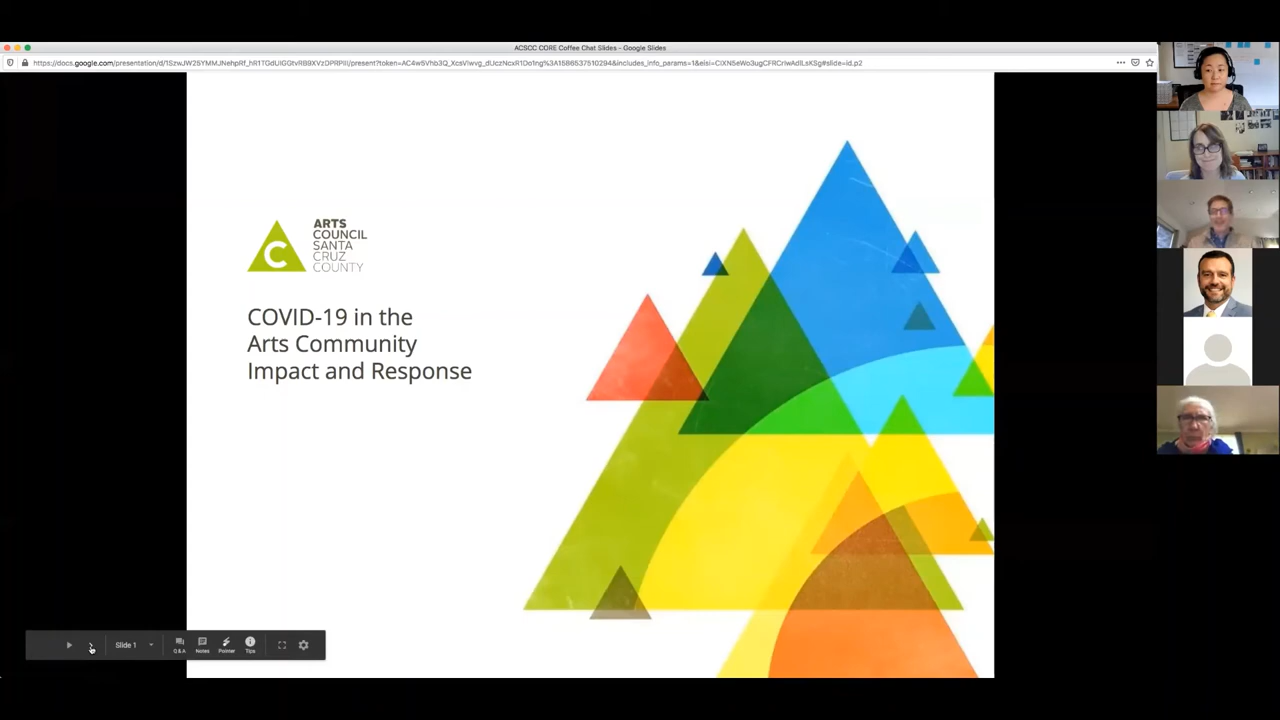 ACSCC CORE Coffee Chat Slides - Google Slides
ARTS
COUNCIL
SANTA
CRUZ
COUNTY
C
COVID-19 in the
Arts Community
Impact and Response
Slide 1
Q&A
Notes
Pointer
Tips